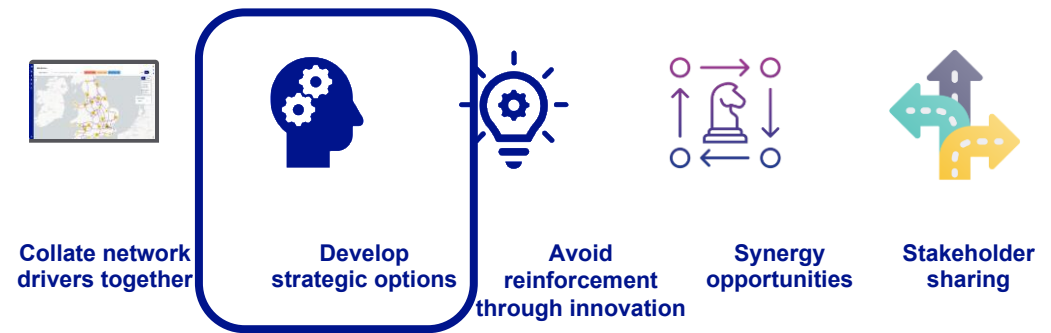 Collate network
drivers together
Develop
strategic options
Avoid
reinforcement
through innovation
Synergy
opportunities
Stakeholder
sharing